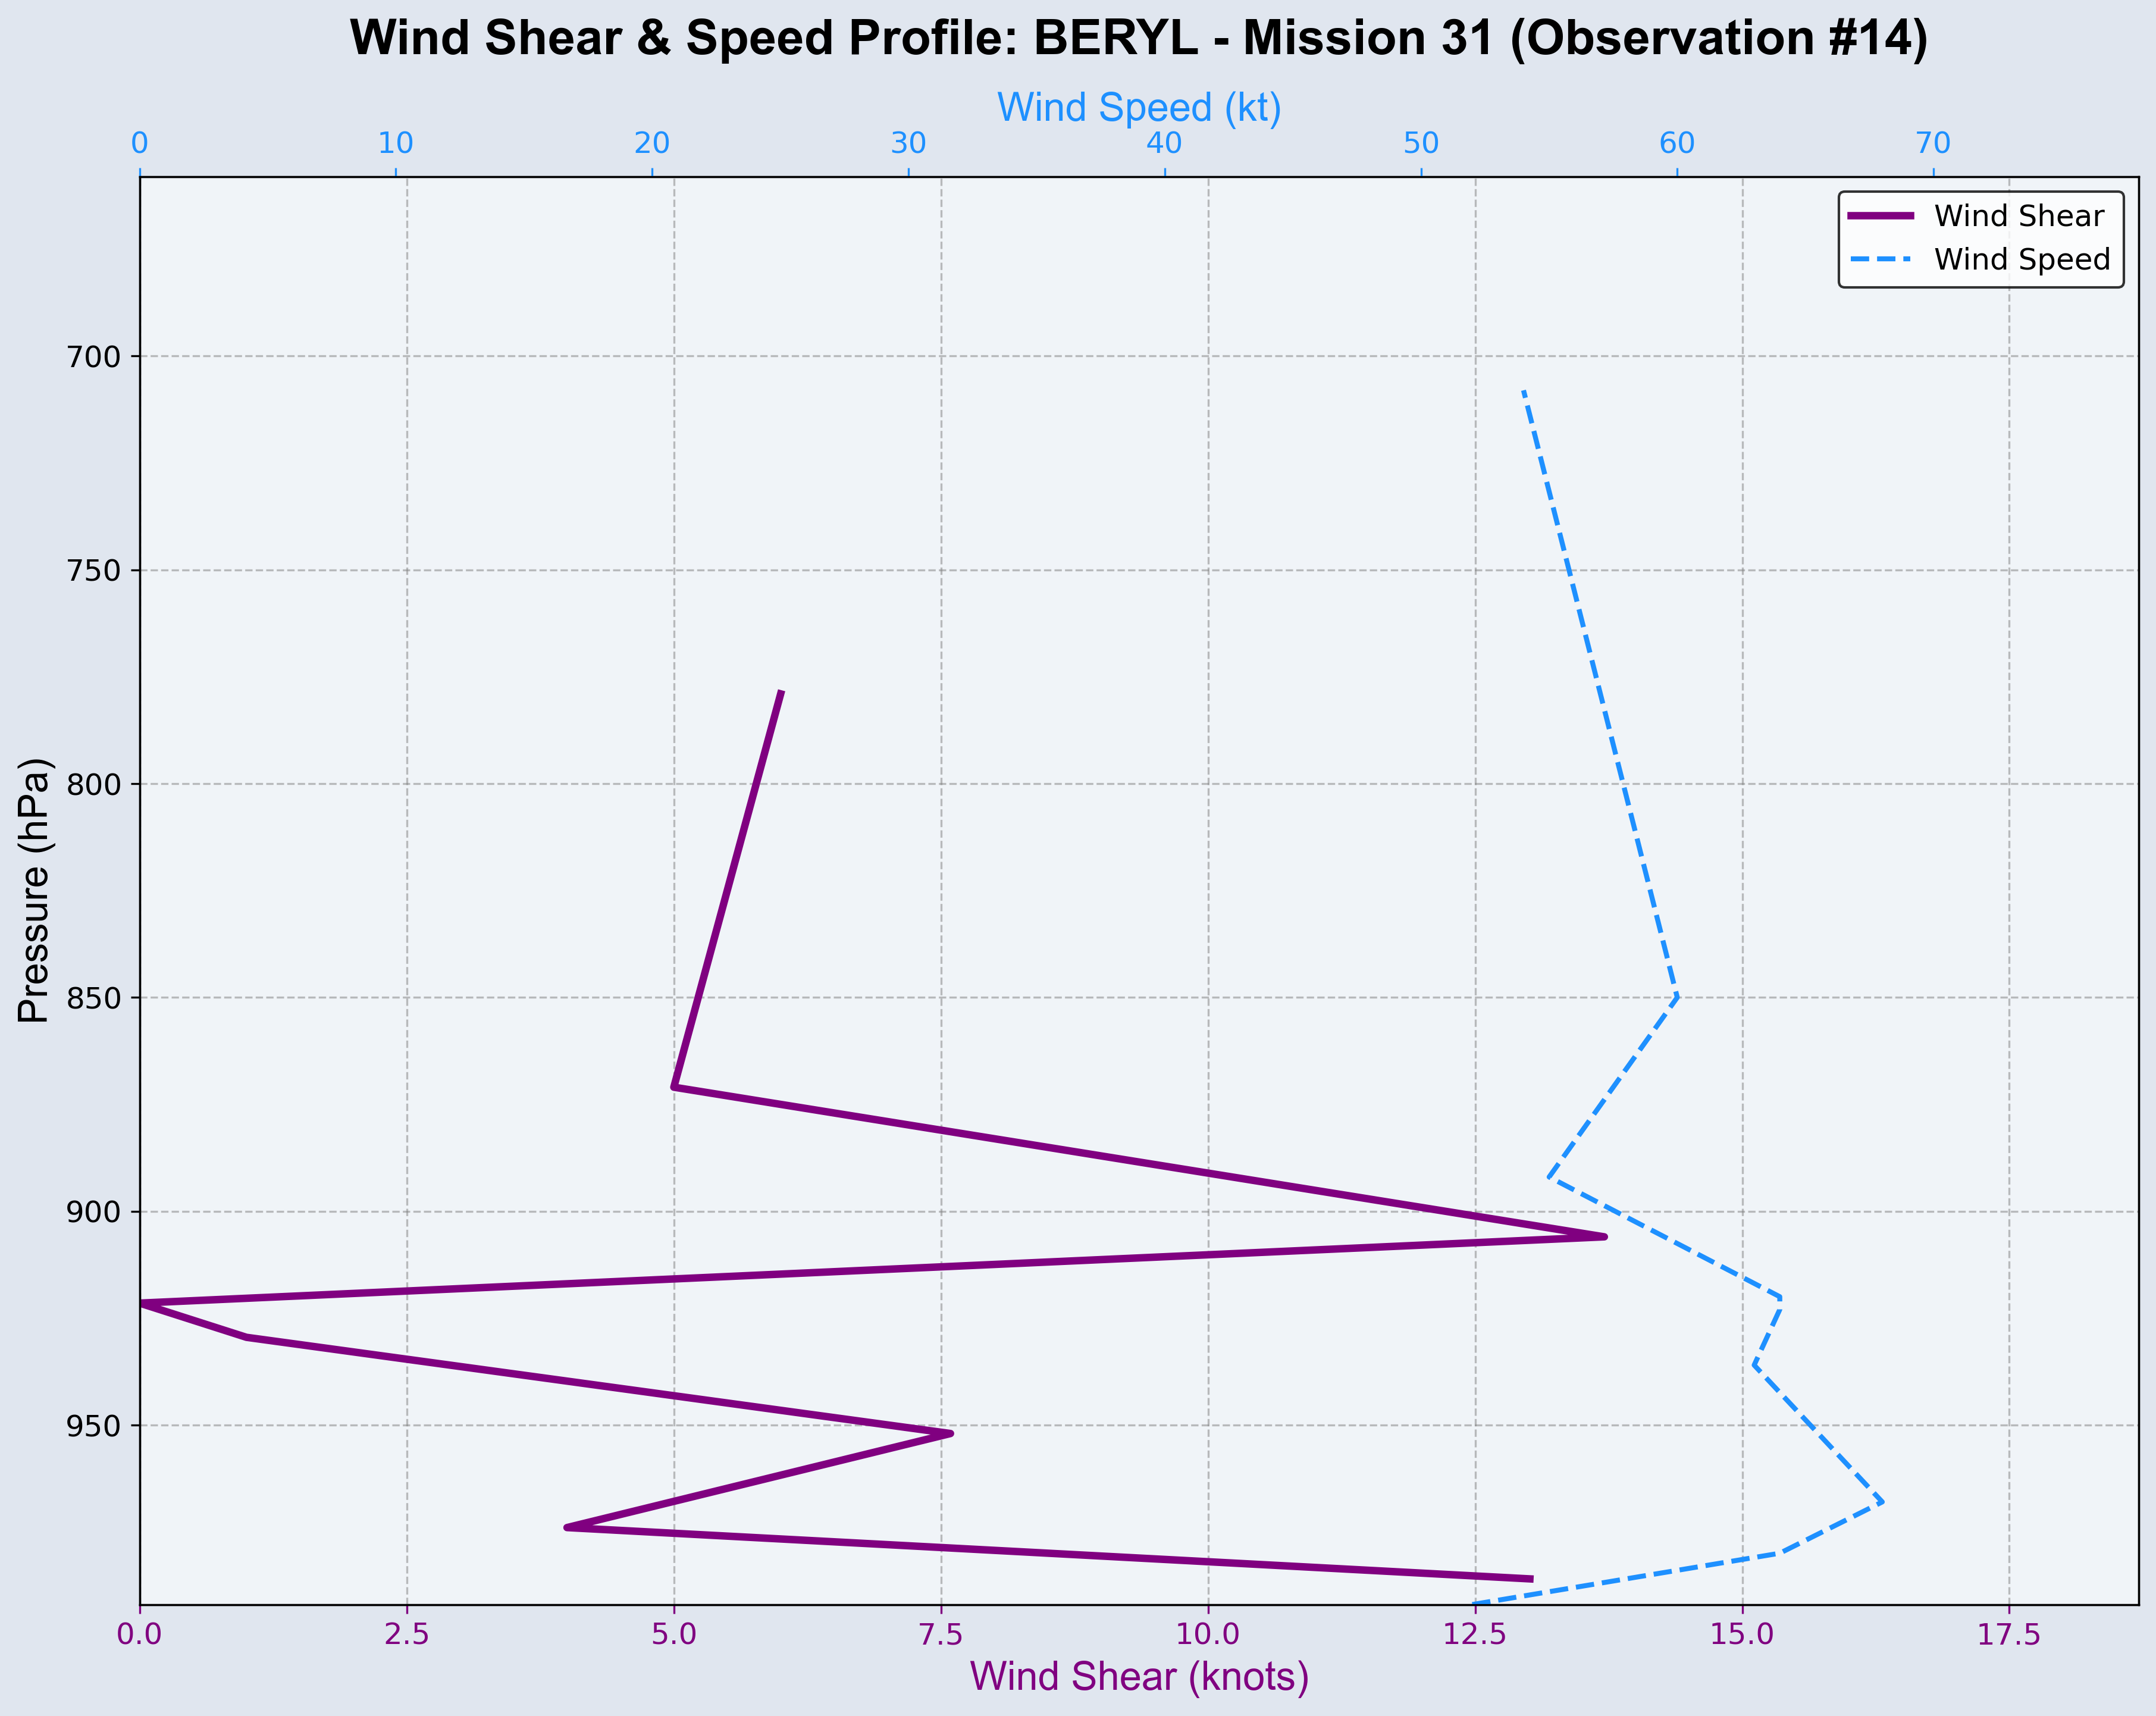 Wind Shear & Speed Profile: BERYL - Mission 31 (Observation #14)
Wind Speed (kt)
0 10 20 30 40 50 60 70
Wind Shear
Wind Speed
700
750
800
850
900
950
Pressure (hPa)
0.0 2.5 5.0 7.5 10.0 12.5 15.0 17.5
Wind Shear (knots)